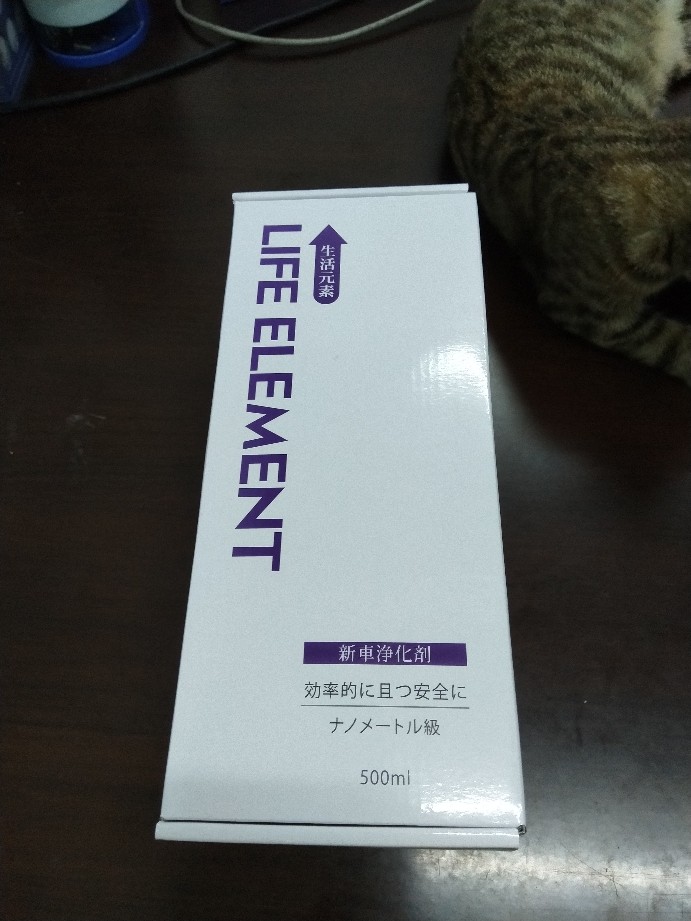 LIFE ELEMENT
生活元素
新車浄化剤
効率的に且つ安全に
ナノメートル級
500ml